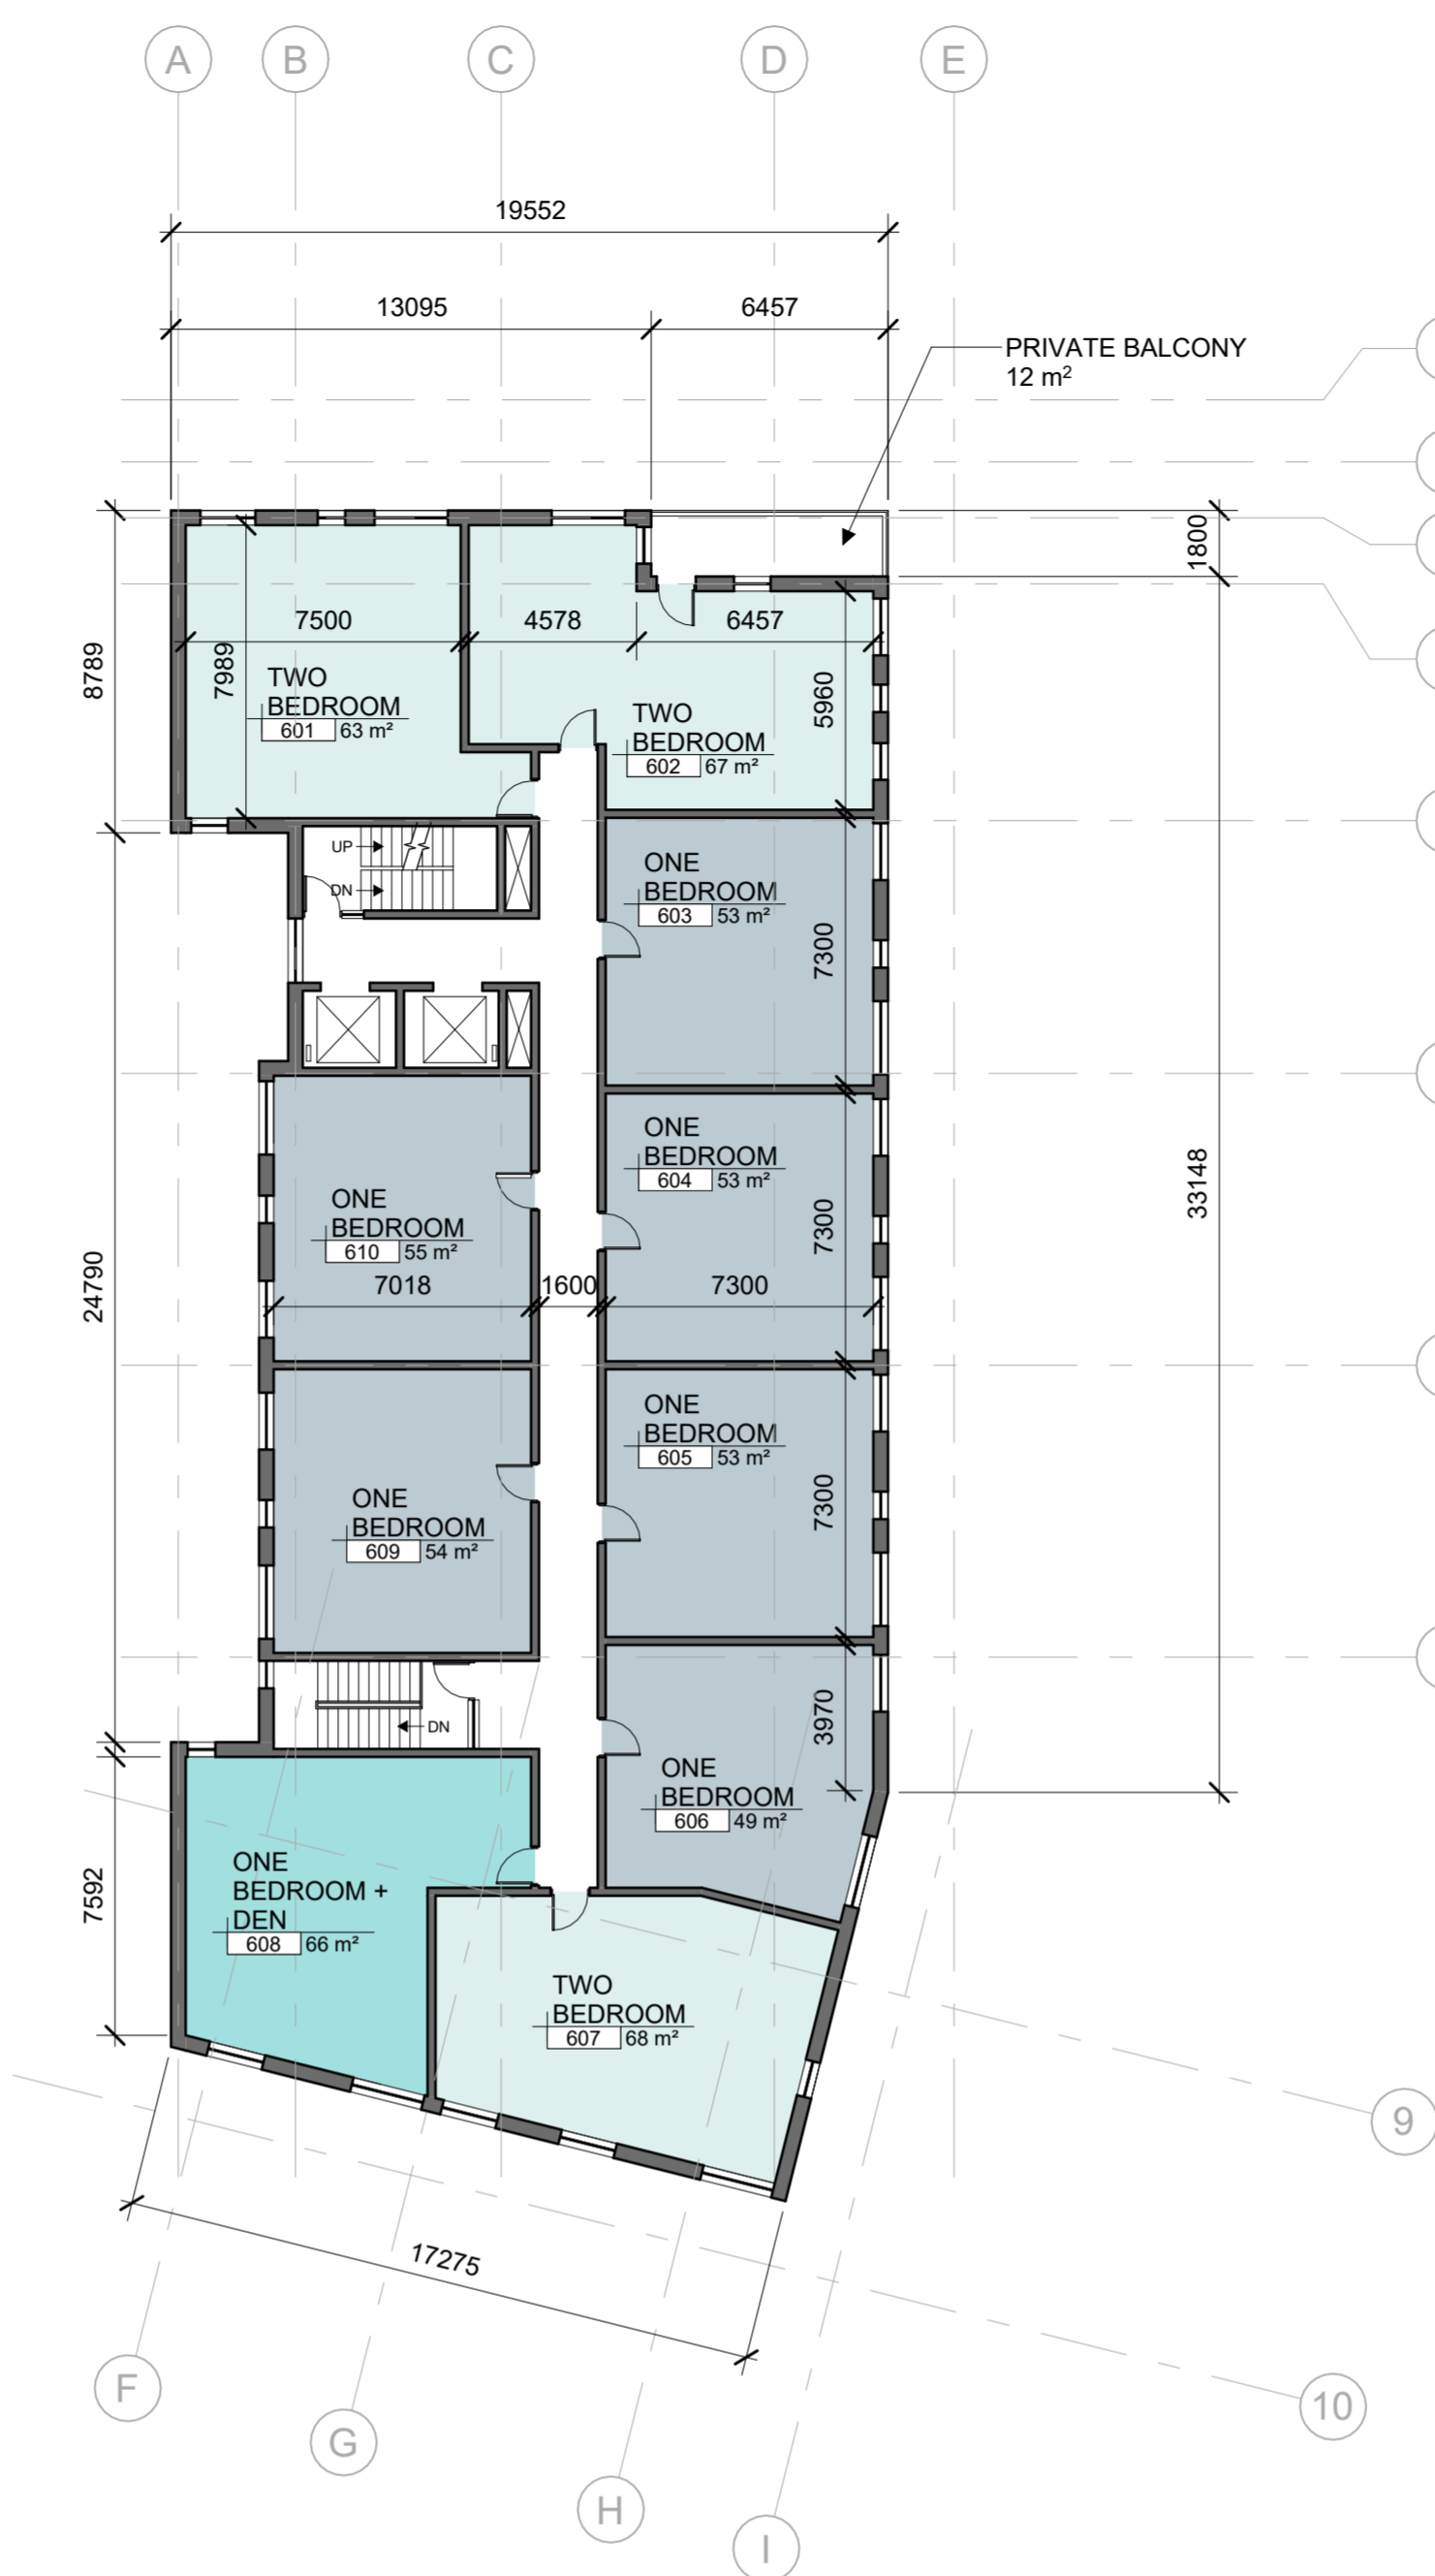 A
B
C
D
E
19552
13095
6457
PRIVATE BALCONY
12 m²
1800
8789
7989
7500
4578
6457
5960
TWO
BEDROOM
601 63 m²
TWO
BEDROOM
602 67 m²
UP
DN
ONE
BEDROOM
603 53 m²
7300
ONE
BEDROOM
604 53 m²
7300
33148
ONE
BEDROOM
610 55 m²
7018
1600
7300
24790
ONE
BEDROOM
605 53 m²
7300
ONE
BEDROOM
609 54 m²
DN
3970
ONE
BEDROOM
606 49 m²
7592
ONE
BEDROOM +
DEN
608 66 m²
TWO
BEDROOM
607 68 m²
9
17275
F
G
H
I
10